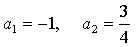 a₁ = −1, a₂ = 3/4